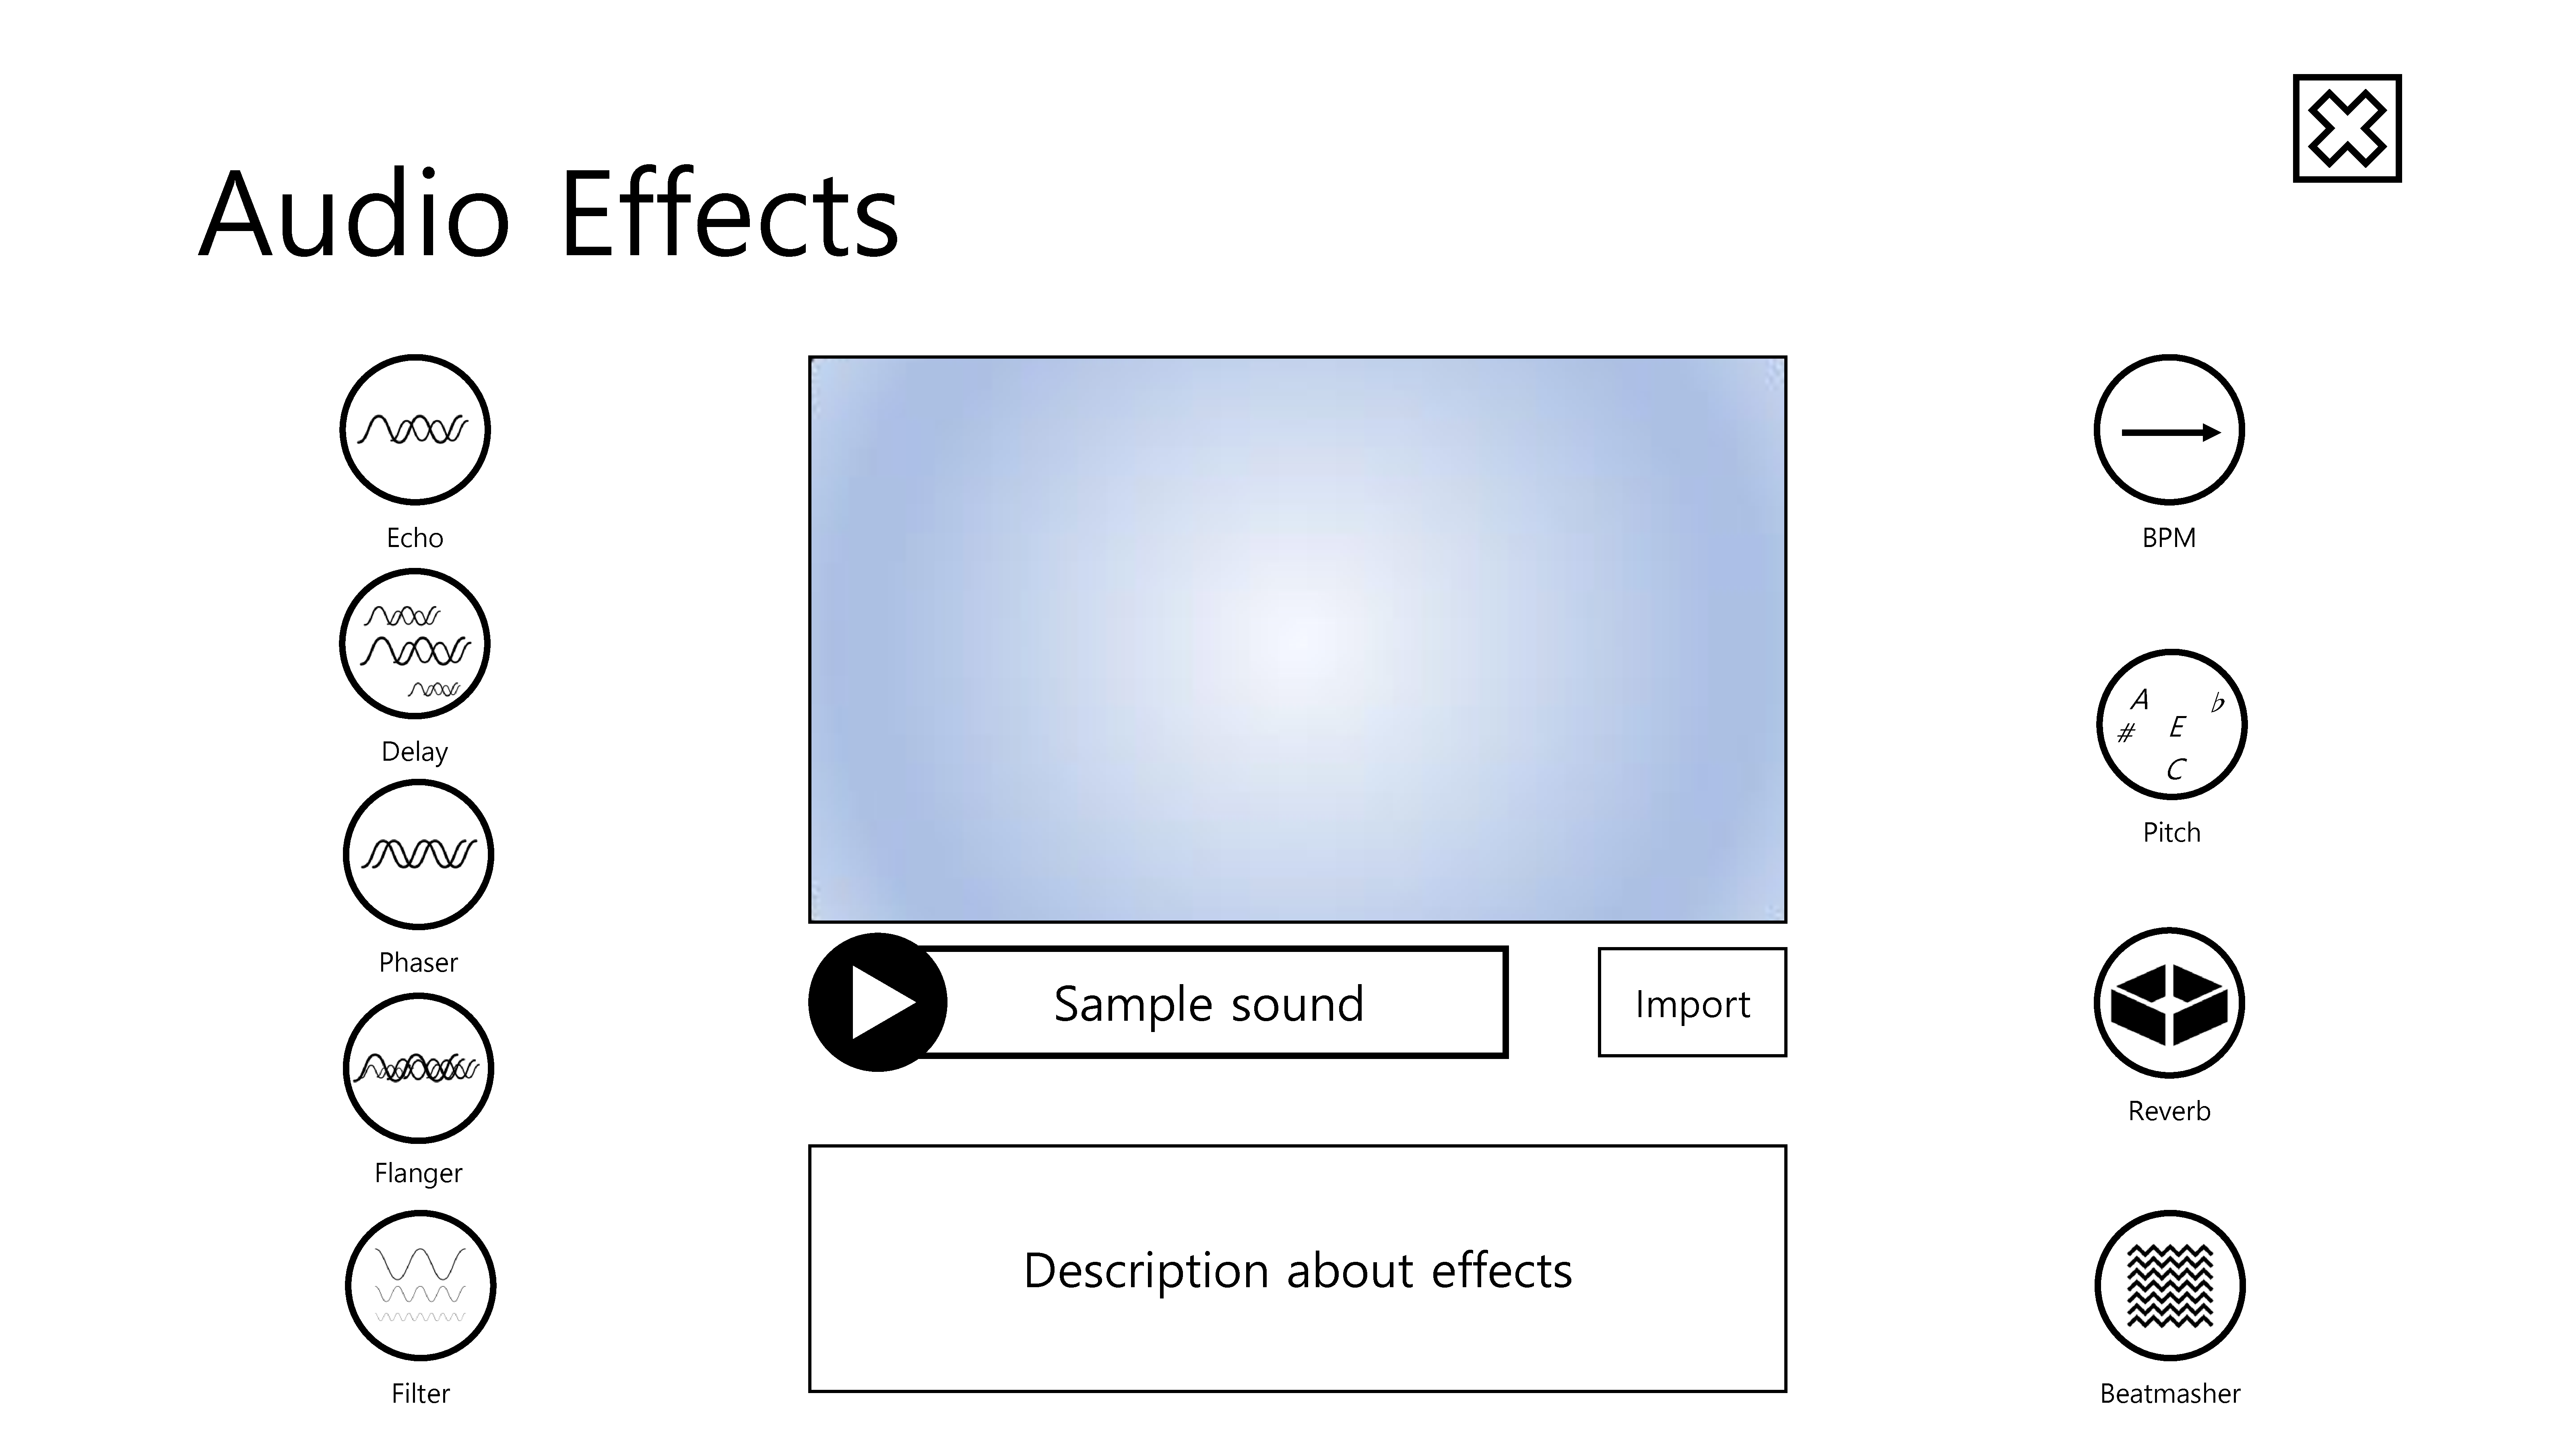 Audio Effects
Echo
Delay
Phaser
Flanger
Filter
Sample sound
Import
Description about effects
BPM
A
♭
#
E
C
Pitch
Reverb
Beatmasher